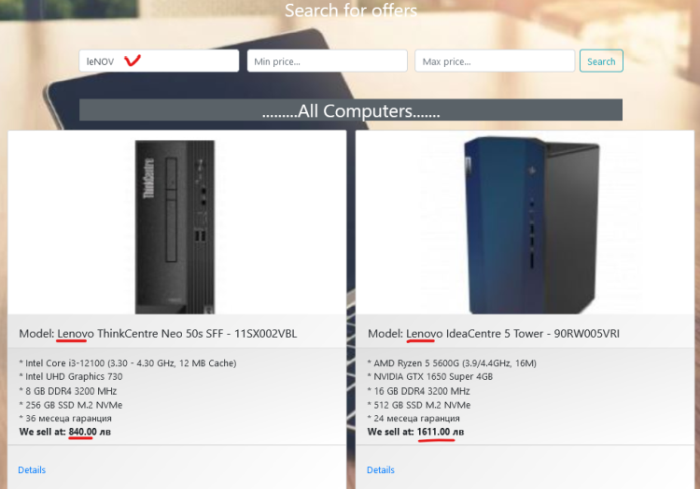 Search for offers
leNOV
Min price...
Max price...
Search
.........All Computers.......
ThinkCentre
Model: Lenovo ThinkCentre Neo 50s SFF - 11SX002VBL
* Intel Core i3-12100 (3.30 - 4.30 GHz, 12 MB Cache)
* Intel UHD Graphics 730
* 8 GB DDR4 3200 MHz
* 256 GB SSD M.2 NVMe
* 36 месеца гаранция
We sell at: 840.00 лв
Details
Model: Lenovo IdeaCentre 5 Tower - 90RW005VRI
* AMD Ryzen 5 5600G (3.9/4.4GHz, 16M)
* NVIDIA GTX 1650 Super 4GB
* 16 GB DDR4 3200 MHz
* 512 GB SSD M.2 NVMe
* 24 месеца гаранция
We sell at: 1611.00 лв
Details